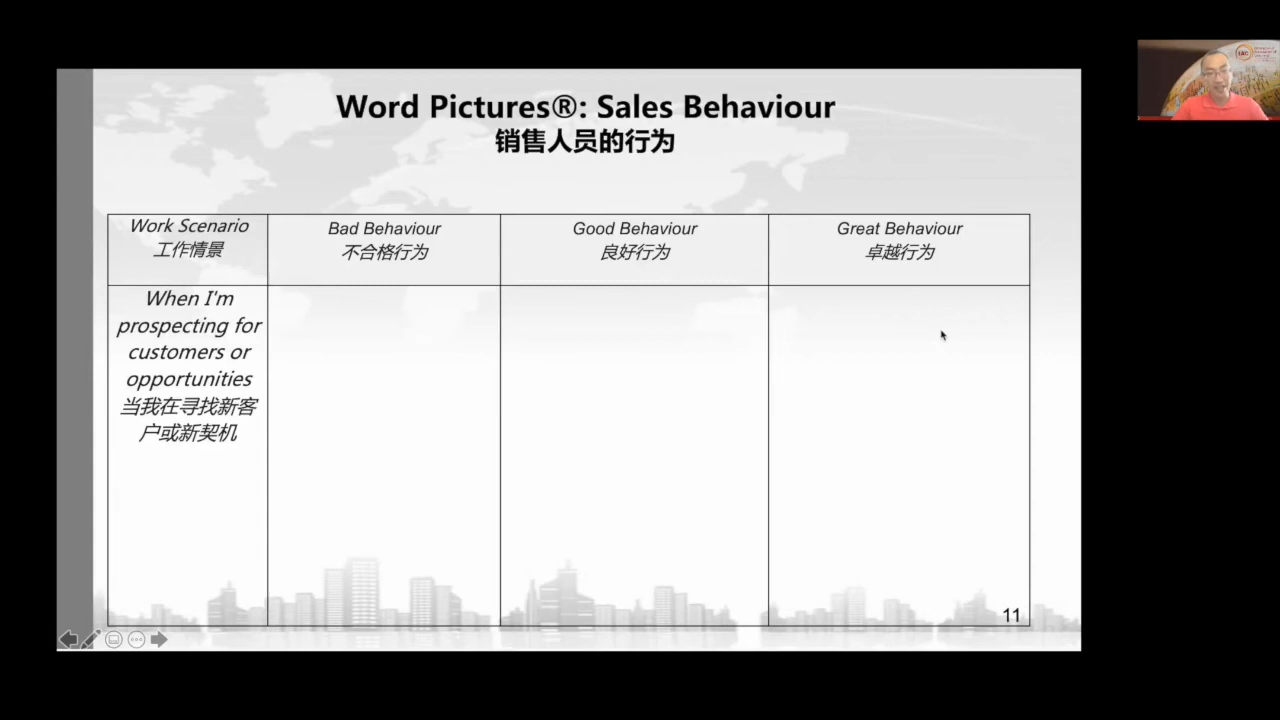 Word Pictures®: Sales Behaviour
销售人员的行为
Work Scenario
工作情景
Bad Behaviour
不合格行为
Good Behaviour
良好行为
Great Behaviour
卓越行为
When I'm
prospecting for
customers or
opportunities
当我在寻找新客
户或新契机
11